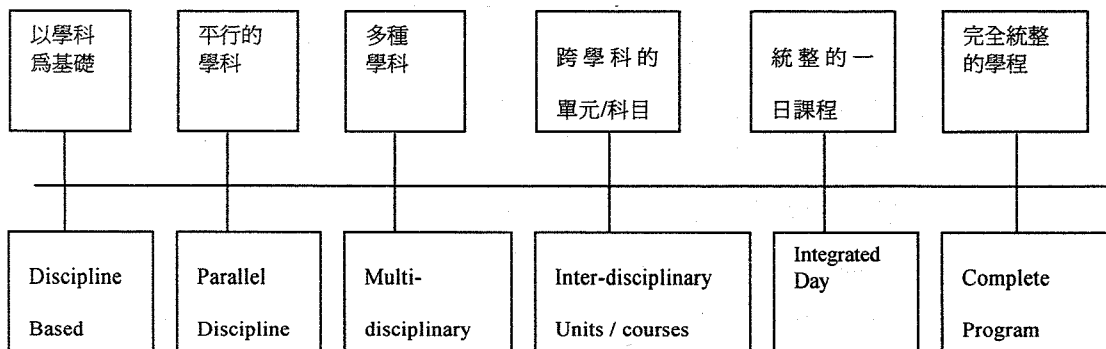 以學科
爲基礎
平行的
學科
多種
學科
跨學科的
單元/科目
統整的一
日課程
完全統整
的學程
Discipline
Based
Parallel
Discipline
Multi-
disciplinary
Inter-disciplinary
Units / courses
Integrated
Day
Complete
Program